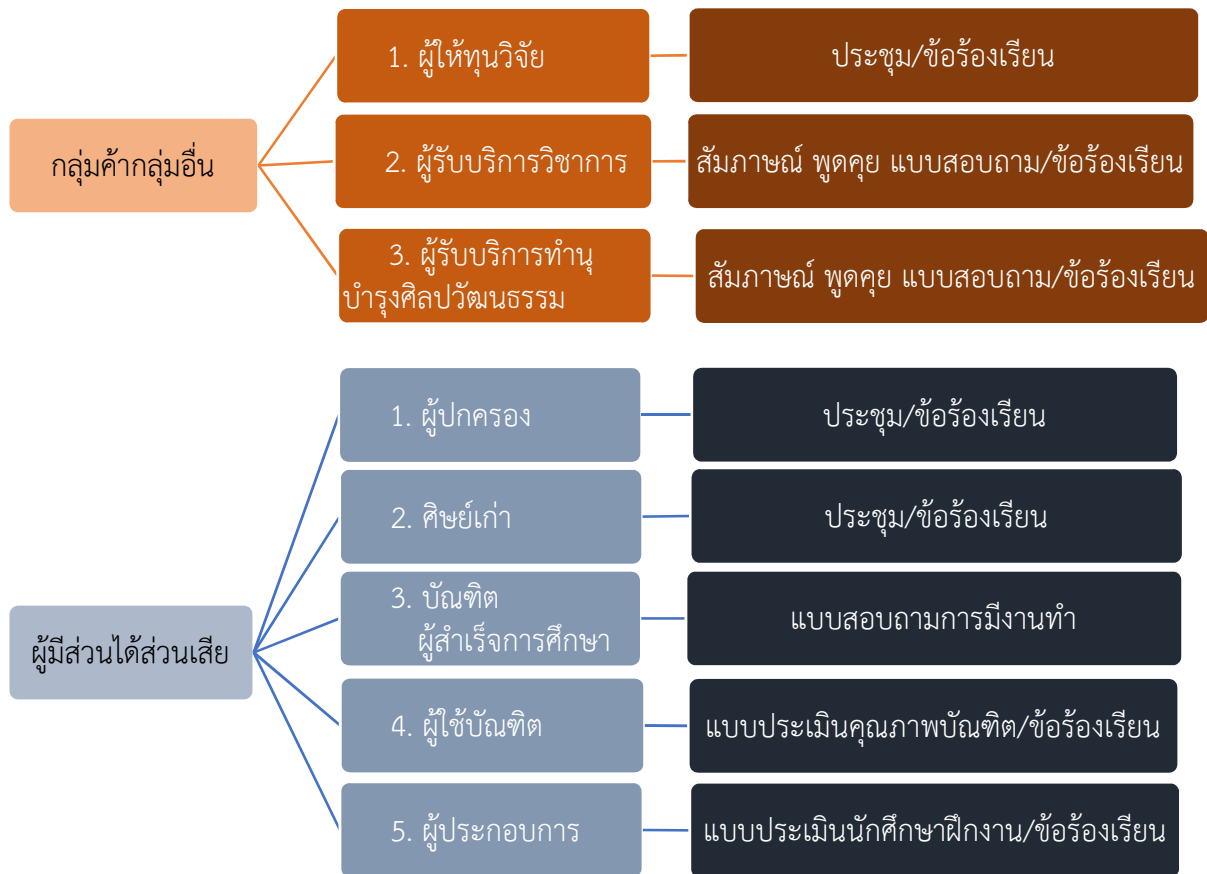 กลุ่มค้ากลุ่มอื่น
1. ผู้ให้ทุนวิจัย
ประชุม/ข้อร้องเรียน
2. ผู้รับบริการวิชาการ
สัมภาษณ์ พูดคุย แบบสอบถาม/ข้อร้องเรียน
3. ผู้รับบริการทำนุ
บำรุงศิลปวัฒนธรรม
สัมภาษณ์ พูดคุย แบบสอบถาม/ข้อร้องเรียน
ผู้มีส่วนได้ส่วนเสีย
1. ผู้ปกครอง
ประชุม/ข้อร้องเรียน
2. ศิษย์เก่า
ประชุม/ข้อร้องเรียน
3. บัณฑิต
ผู้สำเร็จการศึกษา
แบบสอบถามการมีงานทำ
4. ผู้ใช้บัณฑิต
แบบประเมินคุณภาพบัณฑิต/ข้อร้องเรียน
5. ผู้ประกอบการ
แบบประเมินนักศึกษาฝึกงาน/ข้อร้องเรียน